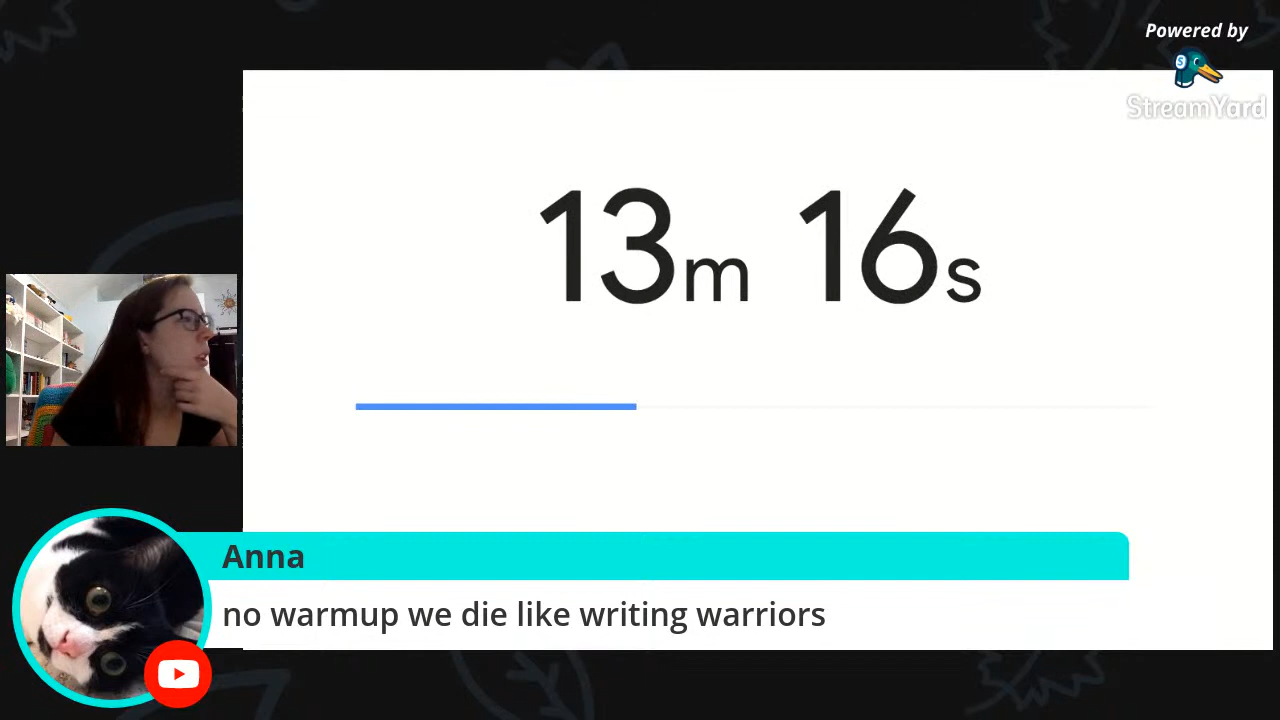 Powered by
StreamYard
13m 16s
Anna
no warmup we die like writing warriors